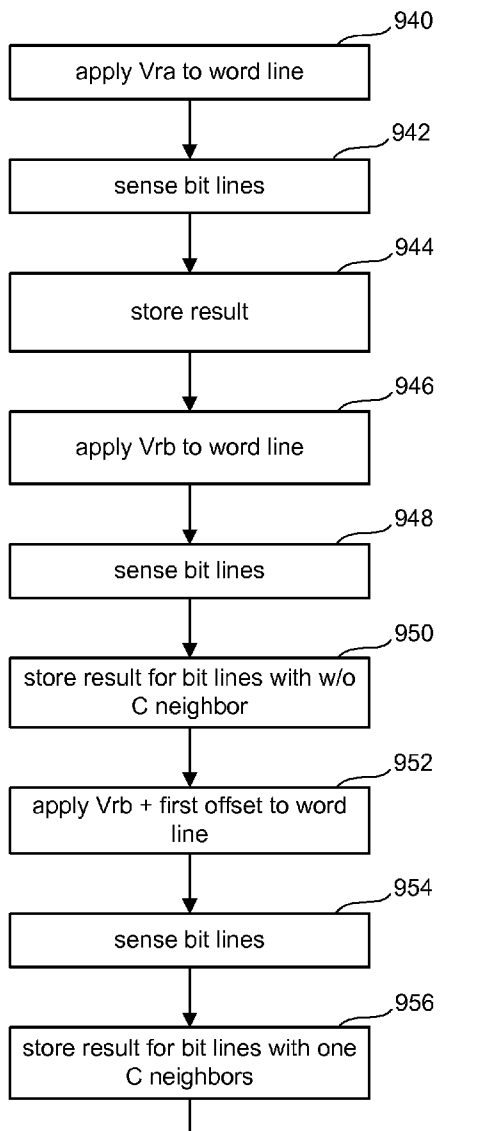 940
apply Vra to word line
942
sense bit lines
944
store result
946
apply Vrb to word line
948
sense bit lines
950
store result for bit lines with w/o
C neighbor
952
apply Vrb + first offset to word
line
954
sense bit lines
956
store result for bit lines with one
C neighbors